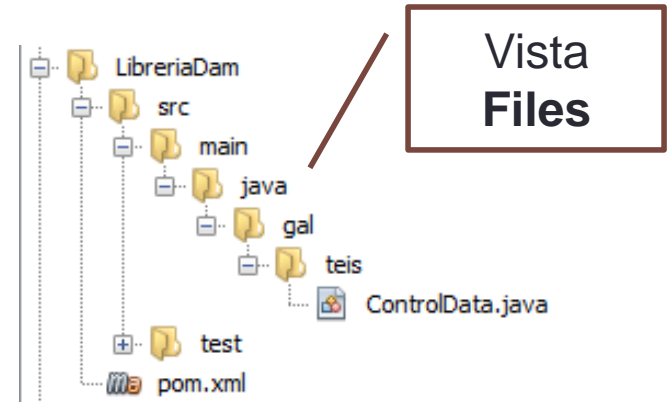 Vista
Files
LibreriaDam
src
main
java
gal
teis
ControlData.java
test
pom.xml